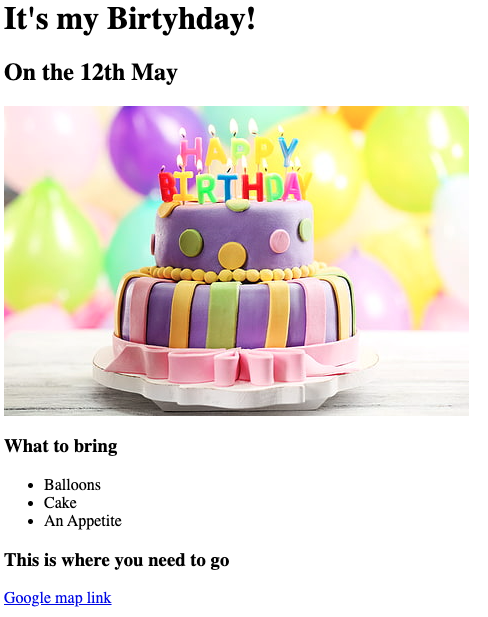 It's my Birtyhday!
On the 12th May
HAPPY
BIRTHDAY
What to bring
Balloons
Cake
An Appetite
This is where you need to go
Google map link